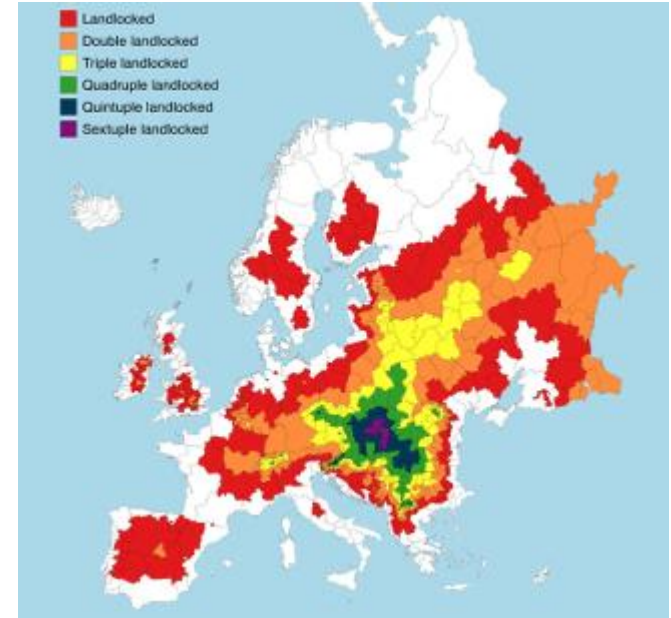 Landlocked
Double landlocked
Triple landlocked
Quadruple landlocked
Quintuple landlocked
Sextuple landlocked